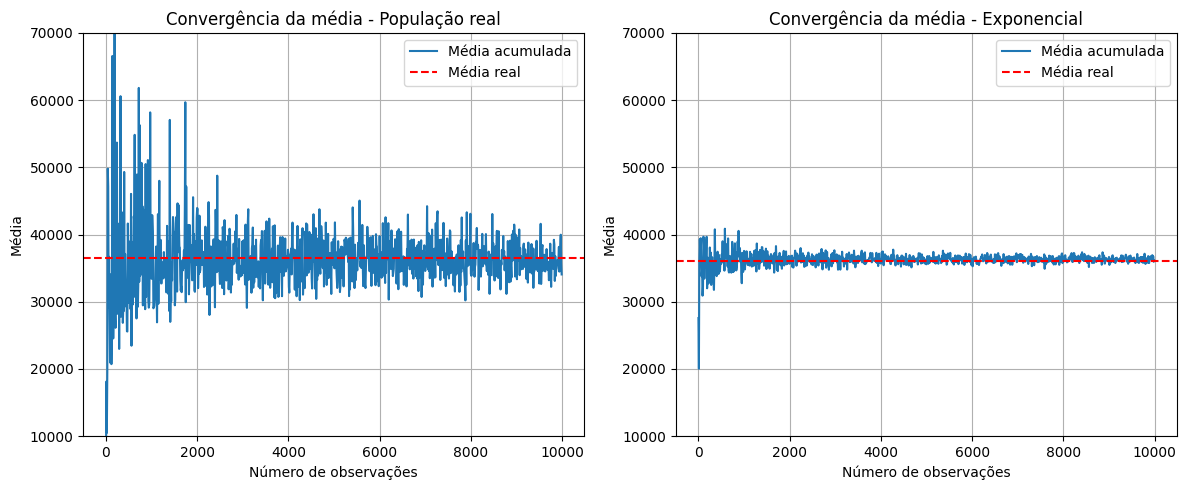 Convergência da média - População real
Média acumulada
Média real
70000
60000
50000
40000
30000
20000
10000
Média
0
2000
4000
6000
8000
10000
Número de observações
Convergência da média - Exponencial
Média acumulada
Média real
70000
60000
50000
40000
30000
20000
10000
Média
0
2000
4000
6000
8000
10000
Número de observações